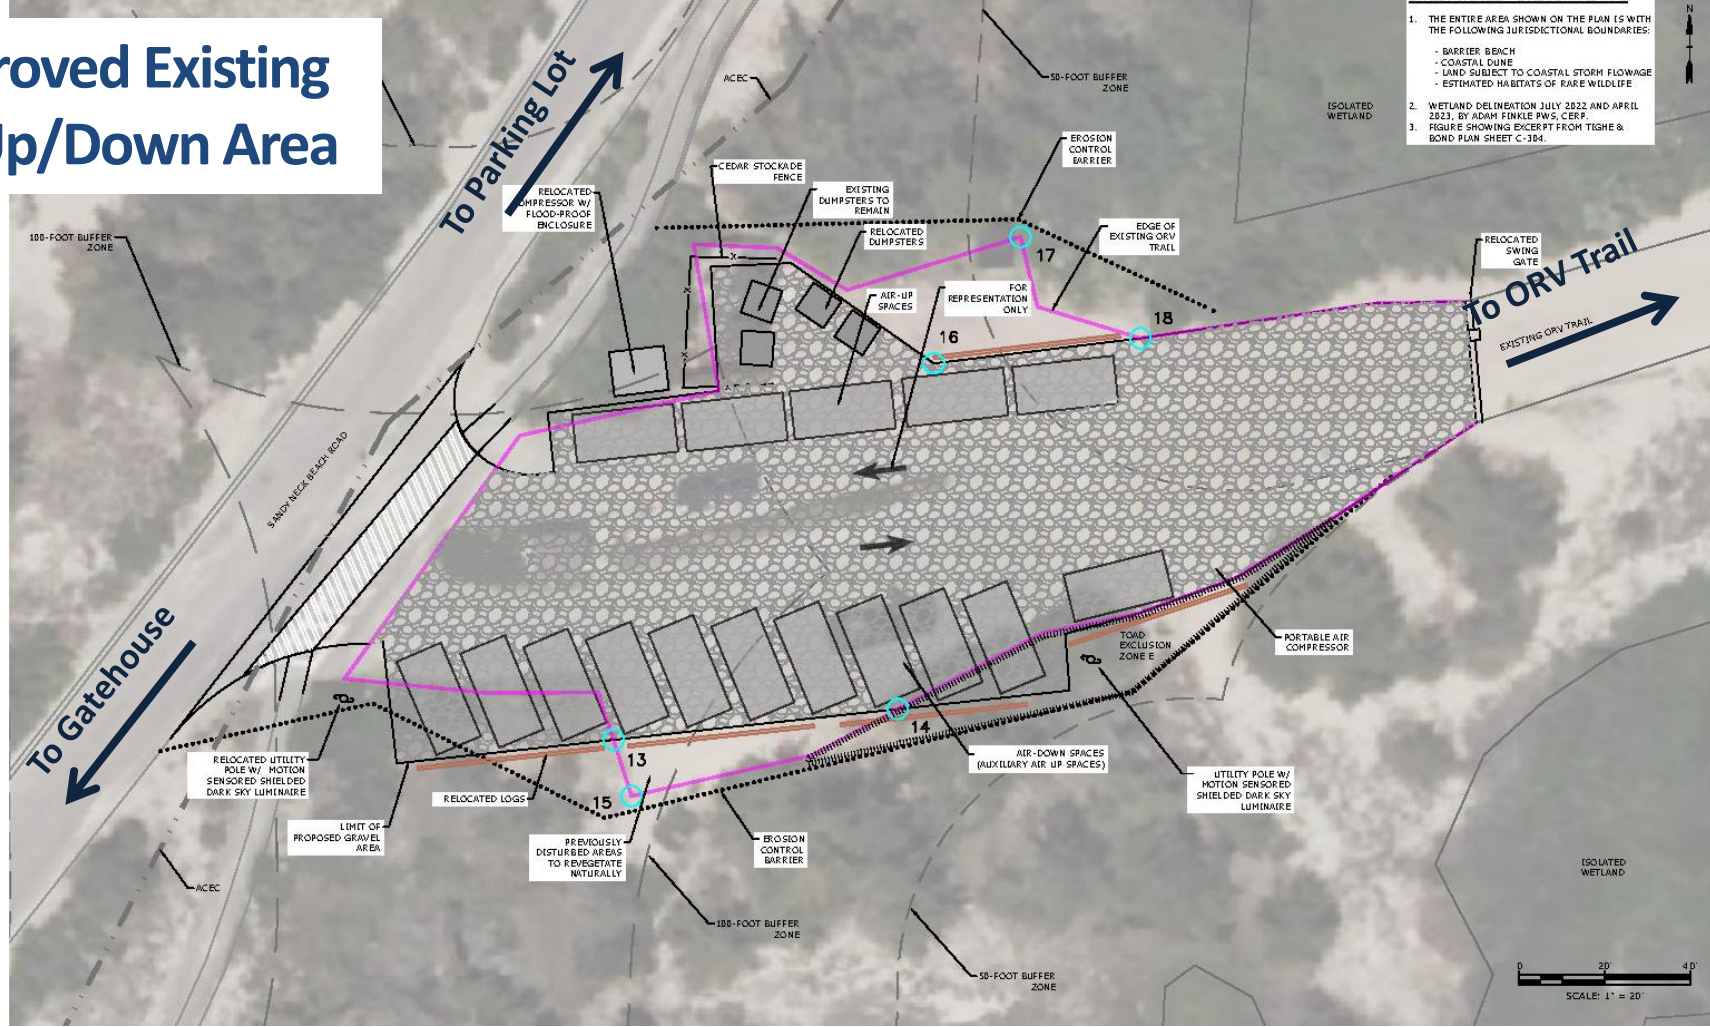 roved Existing
Up/Down Area
1. THE ENTIRE AREA SHOWN ON THE PLAN IS WITH
THE FOLLOWING JURISDICTIONAL BOUNDARIES:
- BARRIER BEACH
- COASTAL DUNE
- LAND SUBJECT TO COASTAL STORM FLOWAGE
- ESTIMATED HABITATS OF RARE WILDLIFE
2. WETLAND DELINEATION JULY 2022 AND APRIL
2023, BY ADAM FINKLE PWS, CERP.
3. FIGURE SHOWING EXCERPT FROM TIGHE &
BOND PLAN SHEET C-304.
N
To Parking Lot
ACEC
50-FOOT BUFFER
ZONE
ISOLATED
WETLAND
EROSION
CONTROL
BARRIER
CEDAR STOCKADE
FENCE
RELOCATED
OMPRESSOR W/
FLOOD-PROOF
ENCLOSURE
EXISTING
DUMPSTERS TO
REMAIN
RELOCATED
DUMPSTERS
EDGE OF
EXISTING ORV
TRAIL
100-FOOT BUFFER
ZONE
17
RELOCATED
SWING
GATE
To ORV Trail
AIR-UP
SPACES
FOR
REPRESENTATION
ONLY
18
16
EXISTING ORV TRAIL
SANDY NECK BEACH ROAD
To Gatehouse
TOAD
EXCLUSION
ZONE E
PORTABLE AIR
COMPRESSOR
14
13
15
RELOCATED UTILITY
POLE W/ MOTION
SENSORED SHIELDED
DARK SKY LUMINAIRE
RELOCATED LOGS
AIR-DOWN SPACES
(AUXILIARY AIR UP SPACES)
UTILITY POLE W/
MOTION SENSORED
SHIELDED DARK SKY
LUMINAIRE
LIMIT OF
PROPOSED GRAVEL
AREA
PREVIOUSLY
DISTURBED AREAS
TO REVEGETATE
NATURALLY
EROSION
CONTROL
BARRIER
ISOLATED
WETLAND
ACEC
100-FOOT BUFFER
ZONE
50-FOOT BUFFER
ZONE
0 20' 40'
SCALE: 1" = 20'